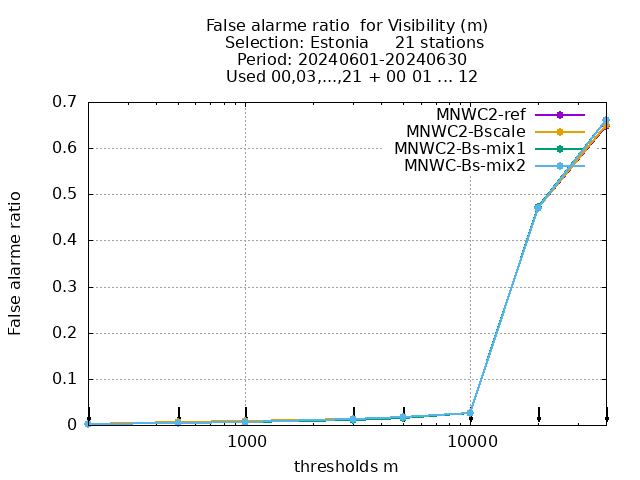 False alarme ratio  for Visibility (m)
Selection: Estonia     21 stations
Period: 20240601-20240630
Used 00,03,...,21 + 00 01 ... 12
MNWC2-ref
MNWC2-Bscale
MNWC2-Bs-mix1
MNWC-Bs-mix2
False alarme ratio
0.7
0.6
0.5
0.4
0.3
0.2
0.1
0
1000
10000
thresholds m